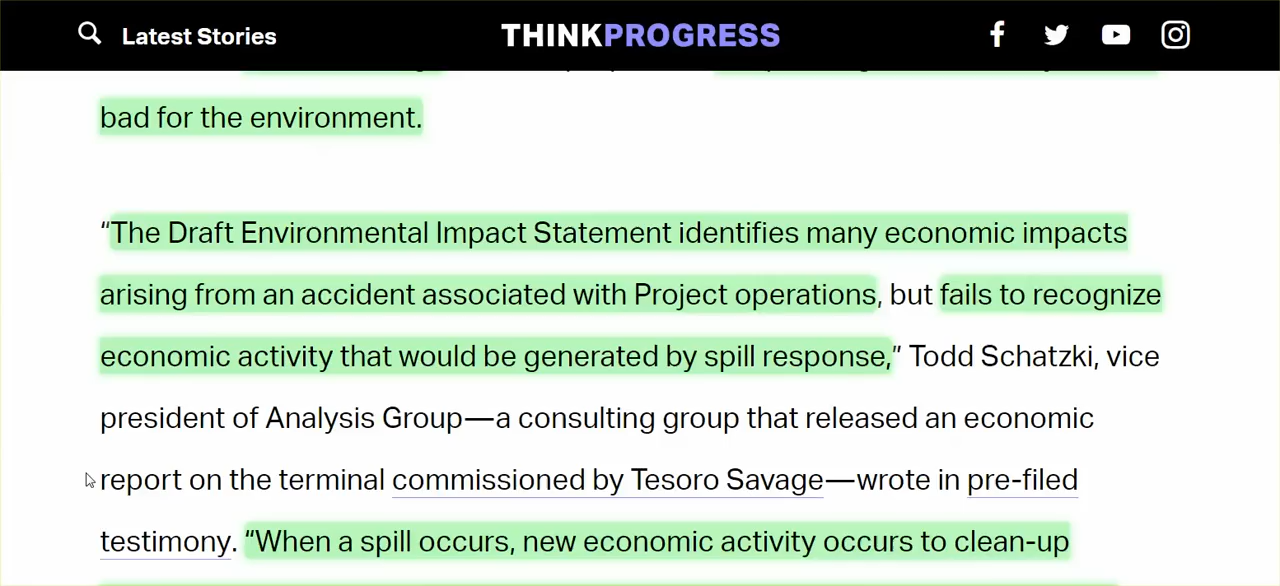 Latest Stories
THINKPROGRESS
bad for the environment.
“The Draft Environmental Impact Statement identifies many economic impacts
arising from an accident associated with Project operations, but fails to recognize
economic activity that would be generated by spill response,” Todd Schatzki, vice
president of Analysis Group—a consulting group that released an economic
report on the terminal commissioned by Tesoro Savage—wrote in pre-filed
testimony. “When a spill occurs, new economic activity occurs to clean-up